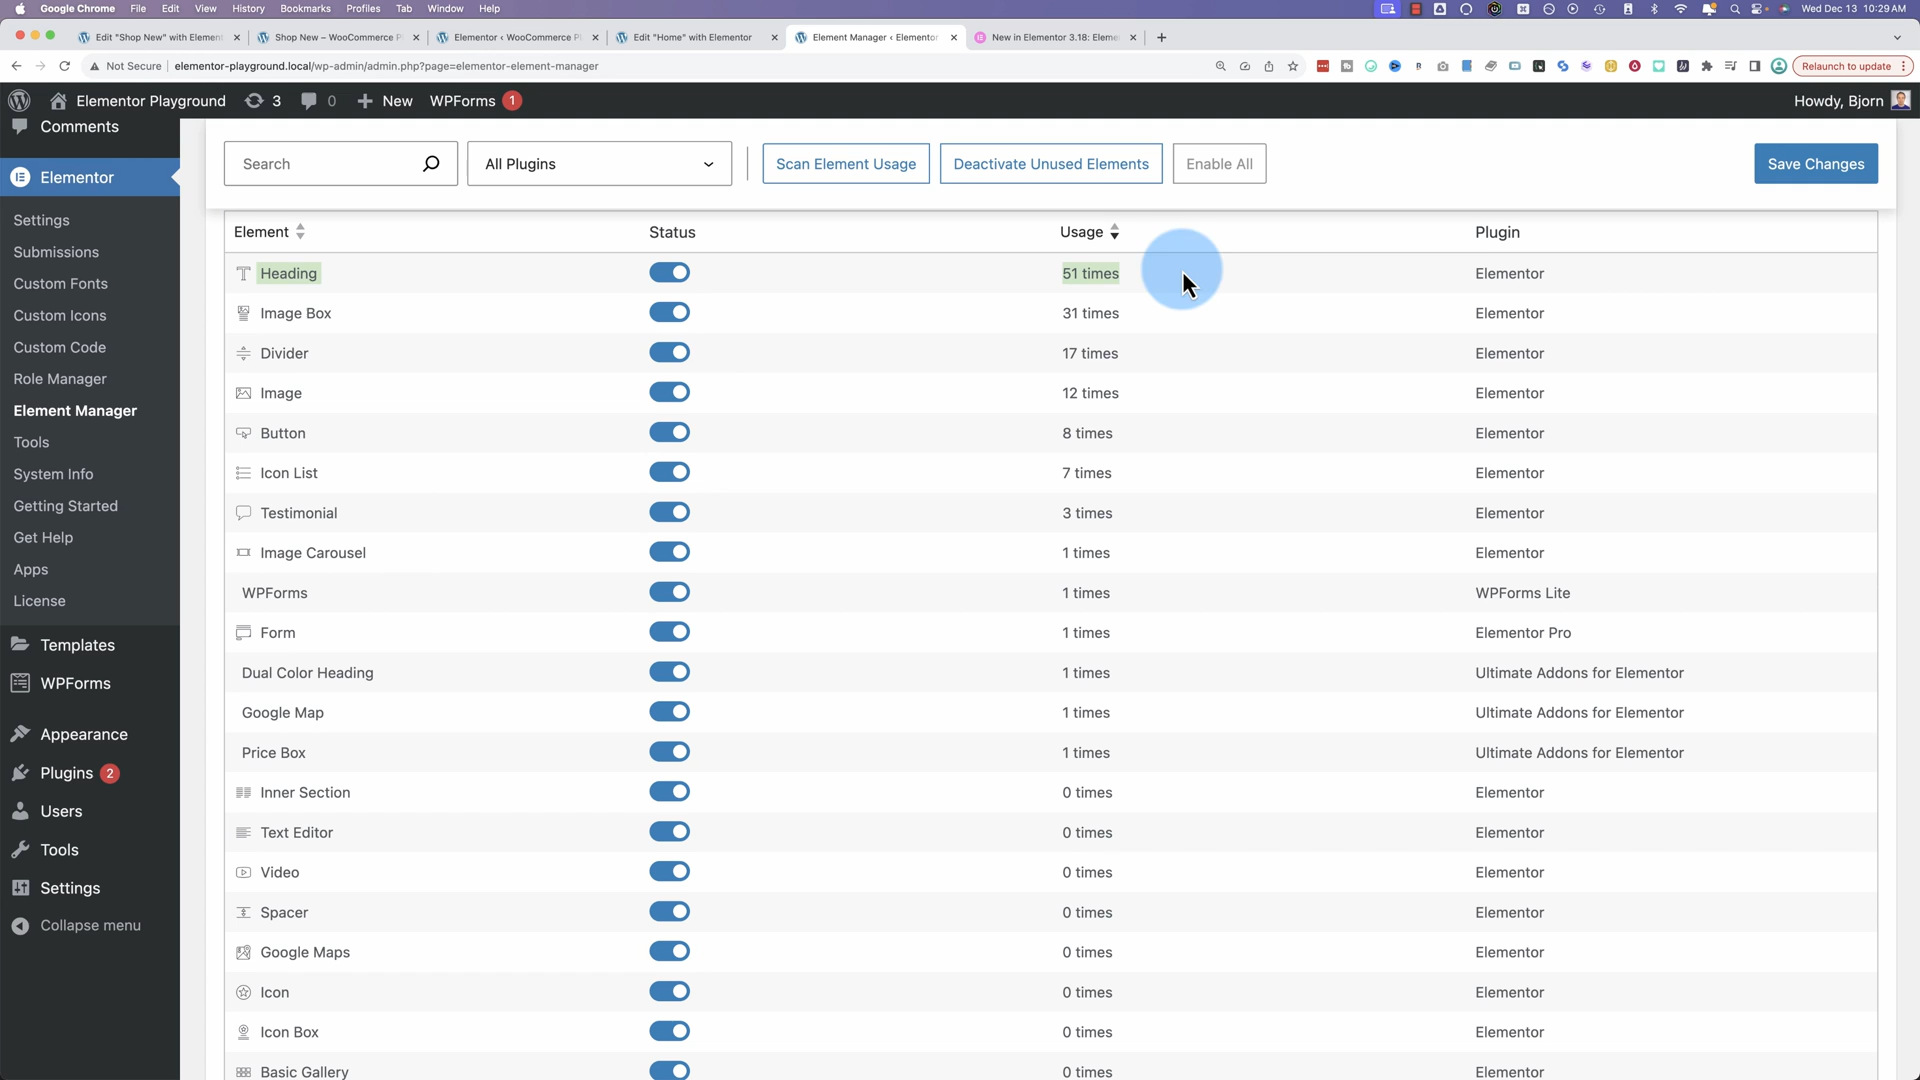 Google Chrome File Edit View History Bookmarks Profiles Tab Window Help Wed Dec 13 10:29 AM
Edit "Shop New" with Element Shop New – WooCommerce P Elementor ‹ WooCommerce P Edit "Home" with Elementor Element Manager ‹ Elementor New in Elementor 3.18: Eleme
Not Secure elementor-playground.local/wp-admin/admin.php?page=elementor-element-manager Relaunch to update
Elementor Playground 3 0 New WPForms 1 Howdy, Bjorn
Comments
Elementor
Settings
Submissions
Custom Fonts
Custom Icons
Custom Code
Role Manager
Element Manager
Tools
System Info
Getting Started
Get Help
Apps
License
Templates
WPForms
Appearance
Plugins 2
Users
Tools
Settings
Collapse menu
Search All Plugins Scan Element Usage Deactivate Unused Elements Enable All Save Changes
Element Status Usage Plugin
Heading 51 times Elementor
Image Box 31 times Elementor
Divider 17 times Elementor
Image 12 times Elementor
Button 8 times Elementor
Icon List 7 times Elementor
Testimonial 3 times Elementor
Image Carousel 1 times Elementor
WPForms 1 times WPForms Lite
Form 1 times Elementor Pro
Dual Color Heading 1 times Ultimate Addons for Elementor
Google Map 1 times Ultimate Addons for Elementor
Price Box 1 times Ultimate Addons for Elementor
Inner Section 0 times Elementor
Text Editor 0 times Elementor
Video 0 times Elementor
Spacer 0 times Elementor
Google Maps 0 times Elementor
Icon 0 times Elementor
Icon Box 0 times Elementor
Basic Gallery 0 times Elementor